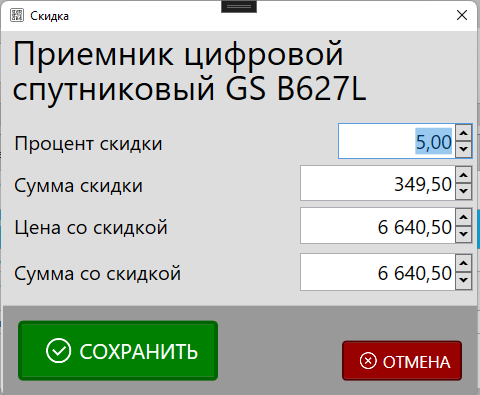 Скидка
Приемник цифровой
спутниковый GS B627L
Процент скидки 5,00
Сумма скидки 349,50
Цена со скидкой 6 640,50
Сумма со скидкой 6 640,50
СОХРАНИТЬ
ОТМЕНА